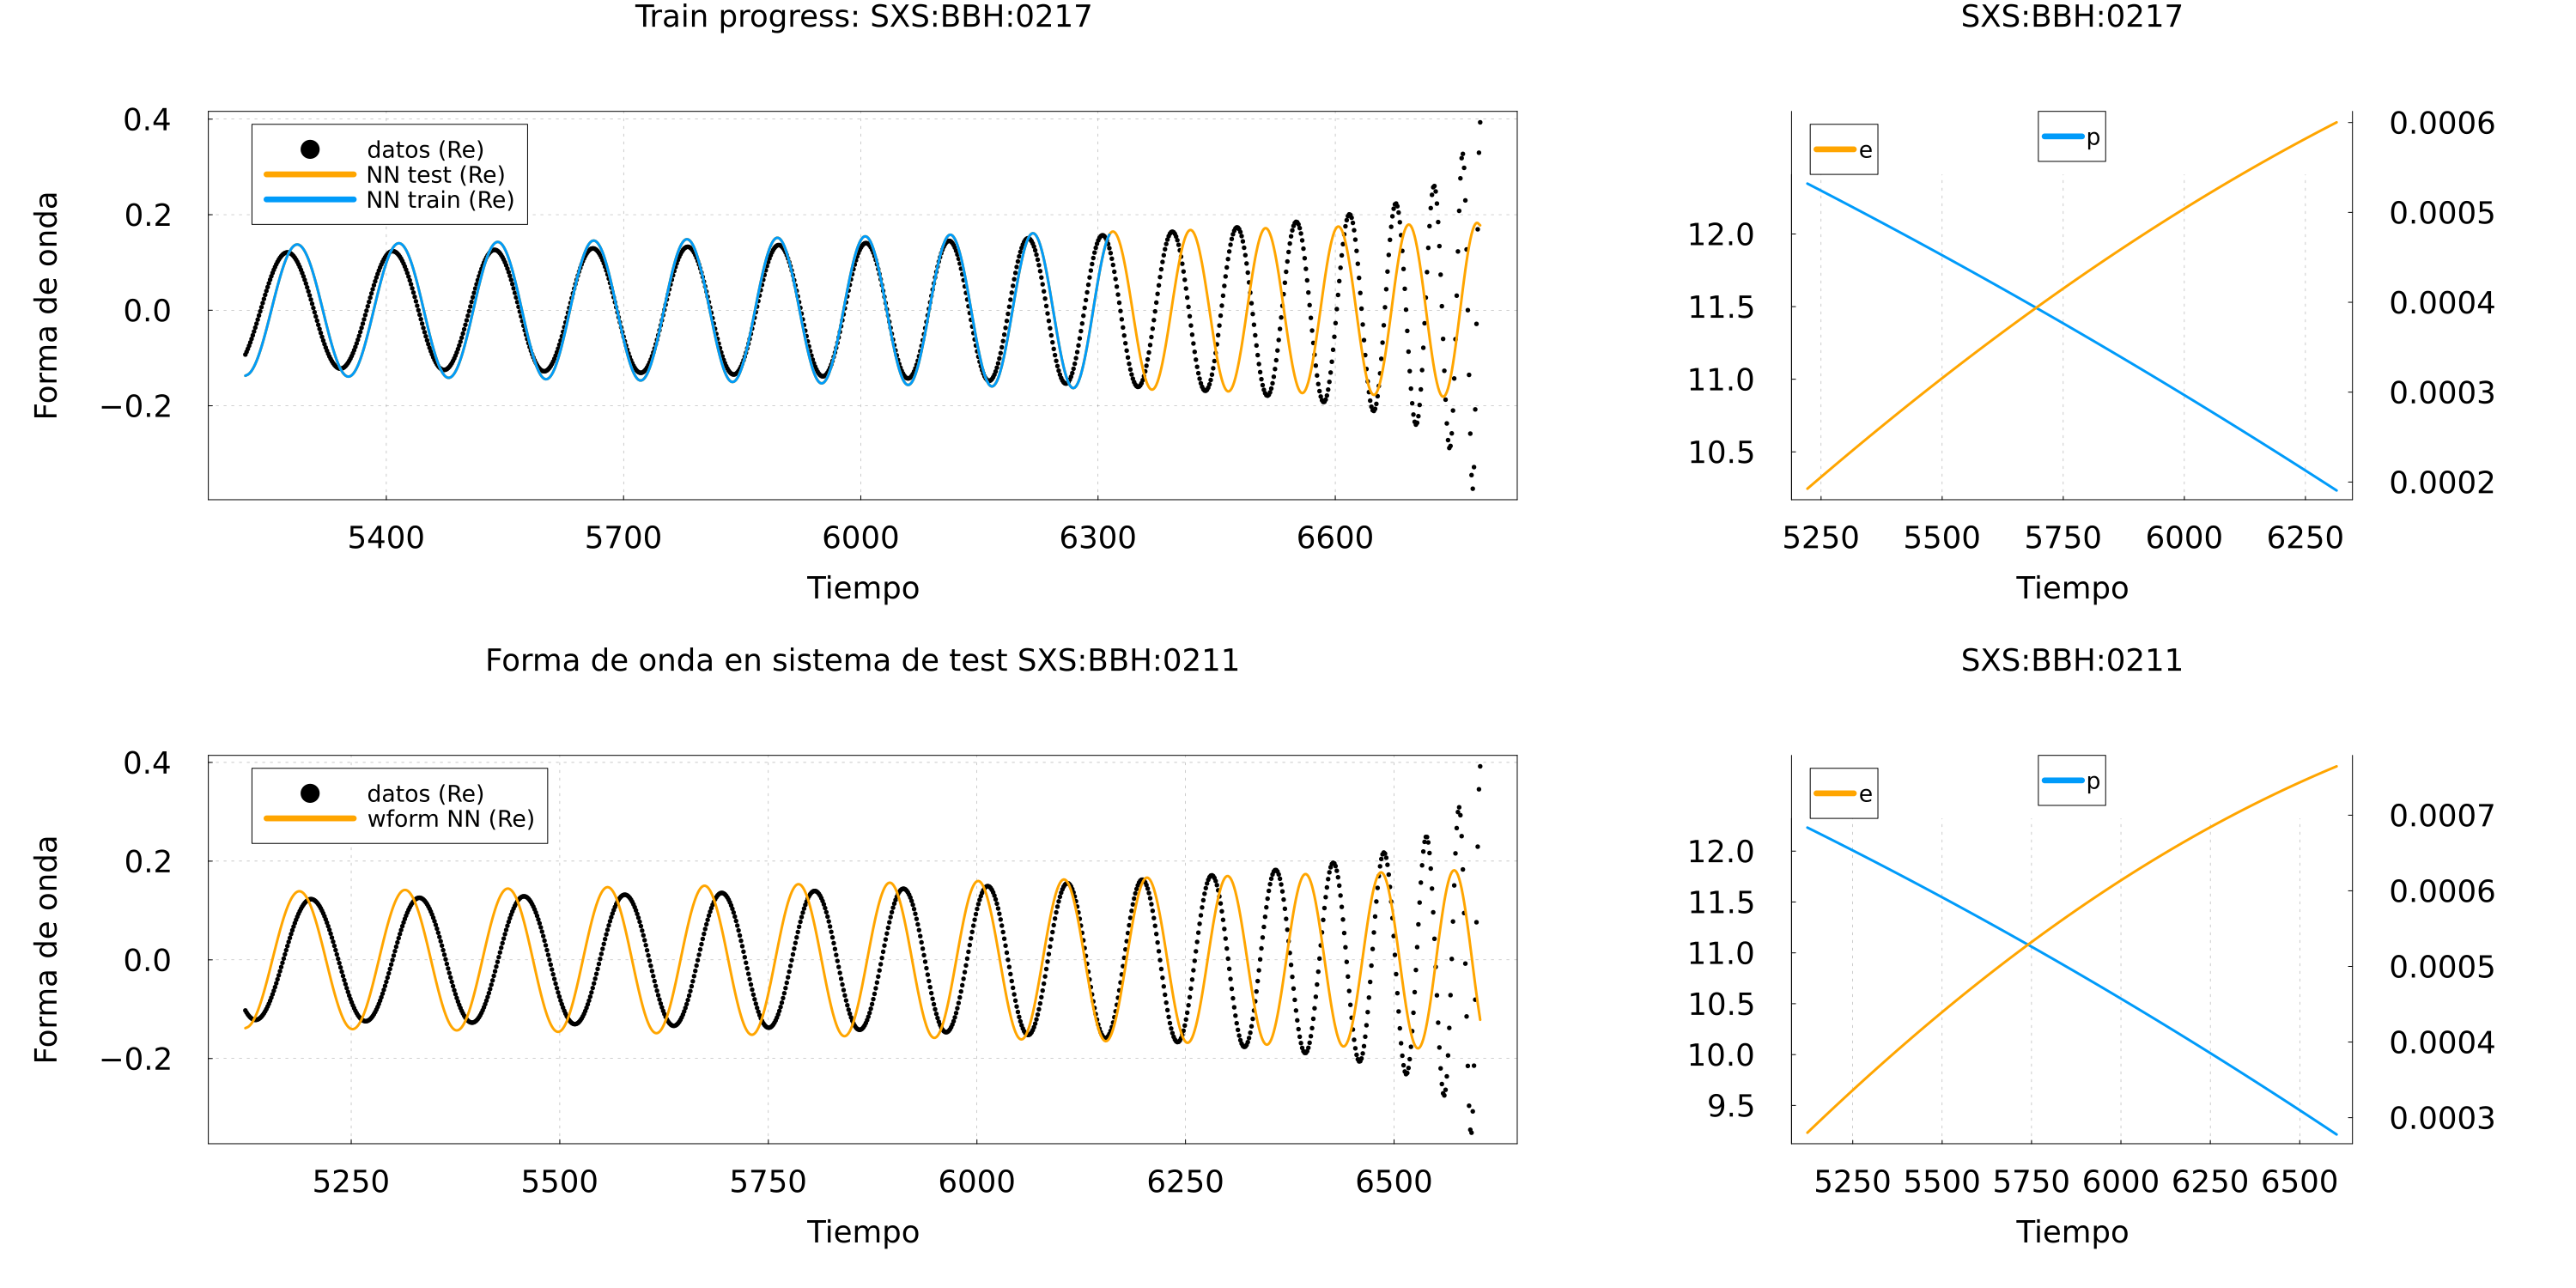 Train progress: SXS:BBH:0217
0.4
0.2
0.0
−0.2
Forma de onda
datos (Re)
NN test (Re)
NN train (Re)
5400 5700 6000 6300 6600
Tiempo
SXS:BBH:0217
e
p
12.0
11.5
11.0
10.5
0.0006
0.0005
0.0004
0.0003
0.0002
5250 5500 5750 6000 6250
Tiempo
Forma de onda en sistema de test SXS:BBH:0211
0.4
0.2
0.0
−0.2
Forma de onda
datos (Re)
wform NN (Re)
5250 5500 5750 6000 6250 6500
Tiempo
SXS:BBH:0211
e
p
12.0
11.5
11.0
10.5
10.0
9.5
0.0007
0.0006
0.0005
0.0004
0.0003
5250 5500 5750 6000 6250 6500
Tiempo